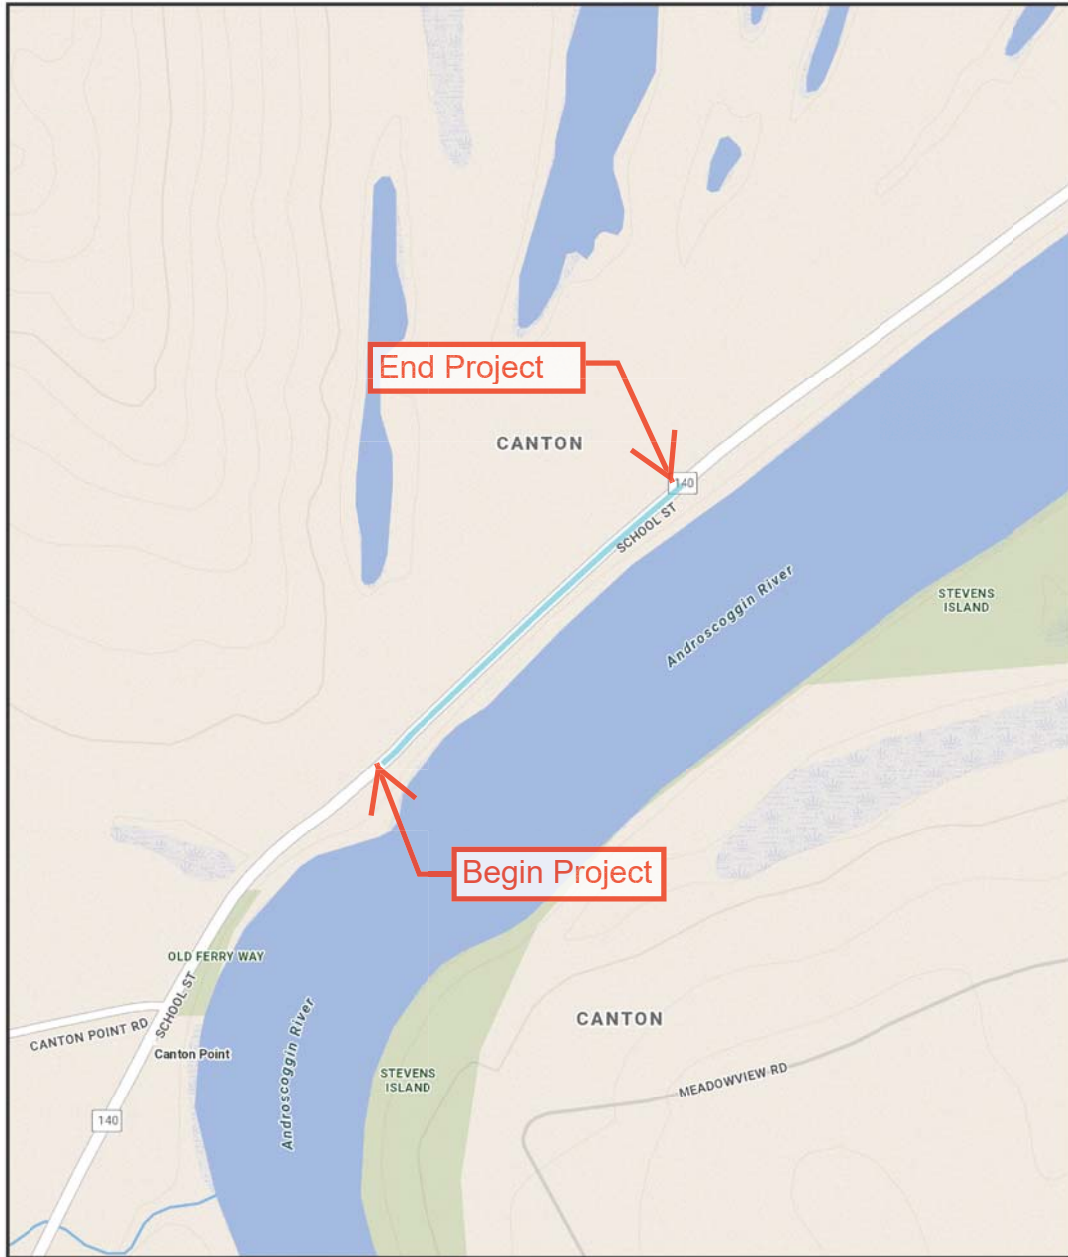 End Project
CANTON
140
SCHOOL ST
Androscoggin River
STEVENS
ISLAND
Begin Project
OLD FERRY WAY
SCHOOL ST
CANTON POINT RD
Canton Point
Androscoggin River
STEVENS
ISLAND
CANTON
MEADOWVIEW RD
140